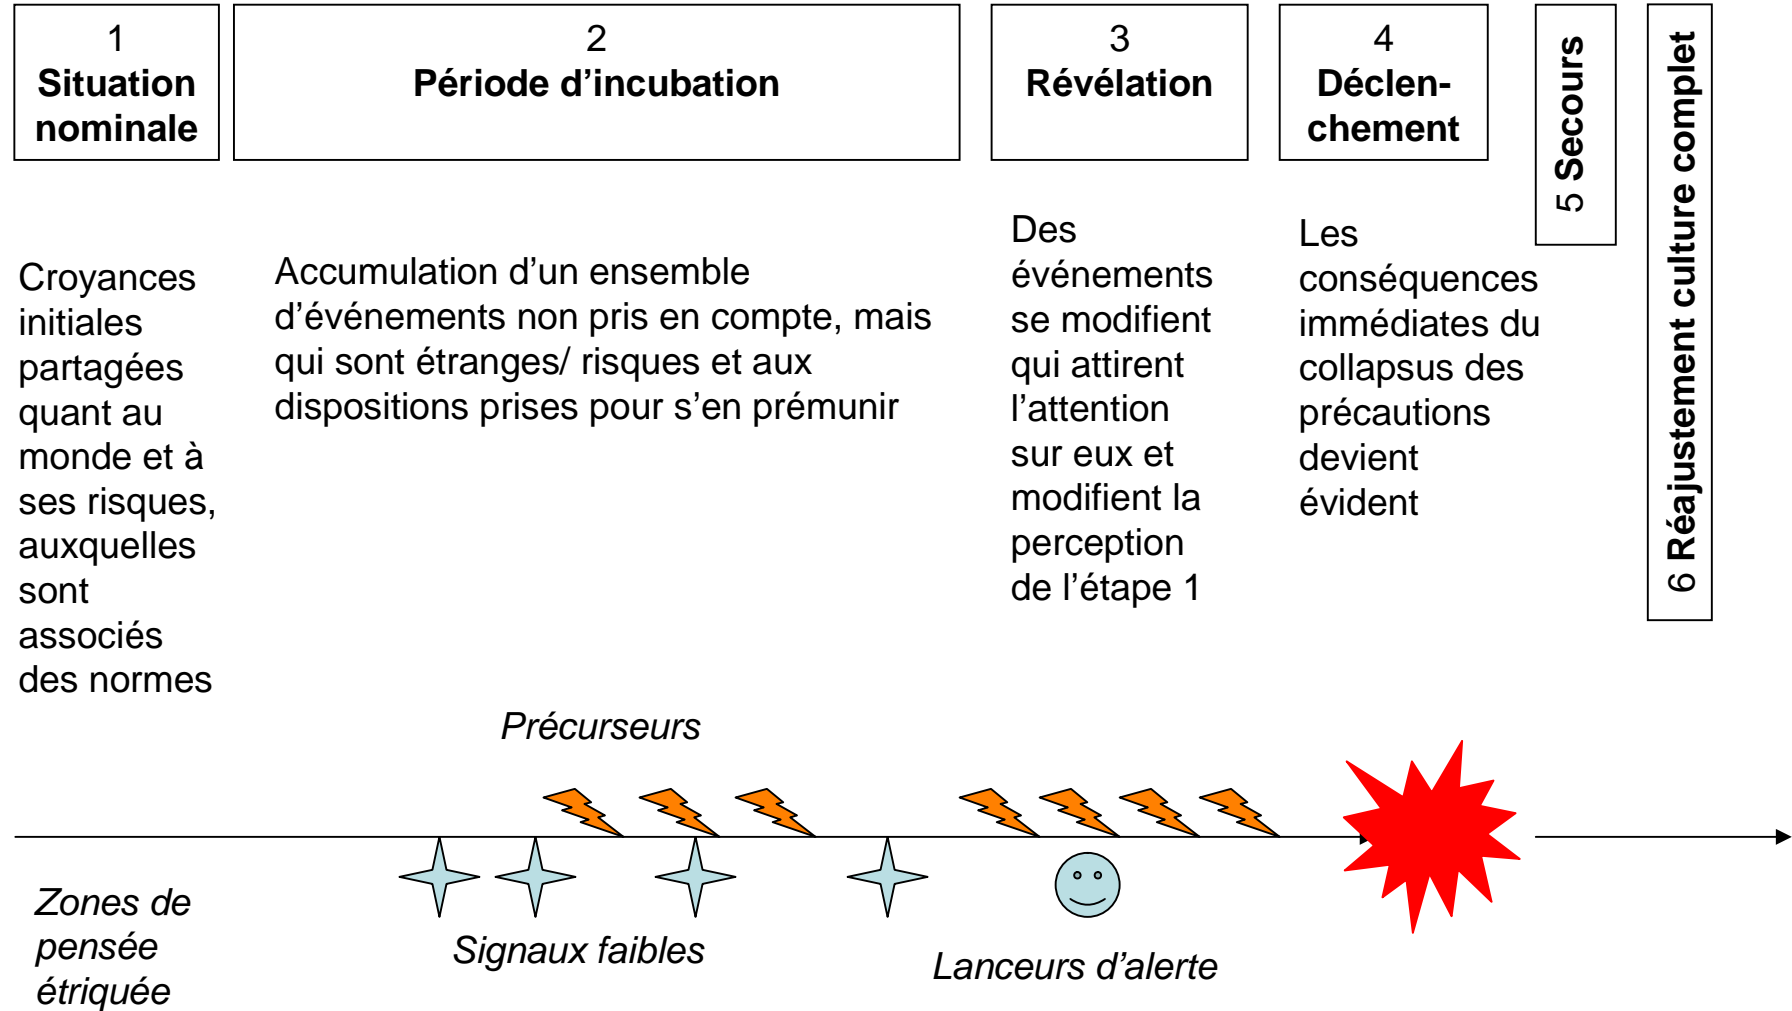 1
Situation
nominale
2
Période d’incubation
3
Révélation
4
Déclen-
chement
5 Secours
6 Réajustement culture complet
Croyances
initiales
partagées
quant au
monde et à
ses risques,
auxquelles
sont
associés
des normes
Accumulation d’un ensemble
d’événements non pris en compte, mais
qui sont étranges/ risques et aux
dispositions prises pour s’en prémunir
Des
événements
se modifient
qui attirent
l’attention
sur eux et
modifient la
perception
de l’étape 1
Les
conséquences
immédiates du
collapsus des
précautions
devient
évident
Précurseurs
Zones de
pensée
étriquée
Signaux faibles
Lanceurs d’alerte